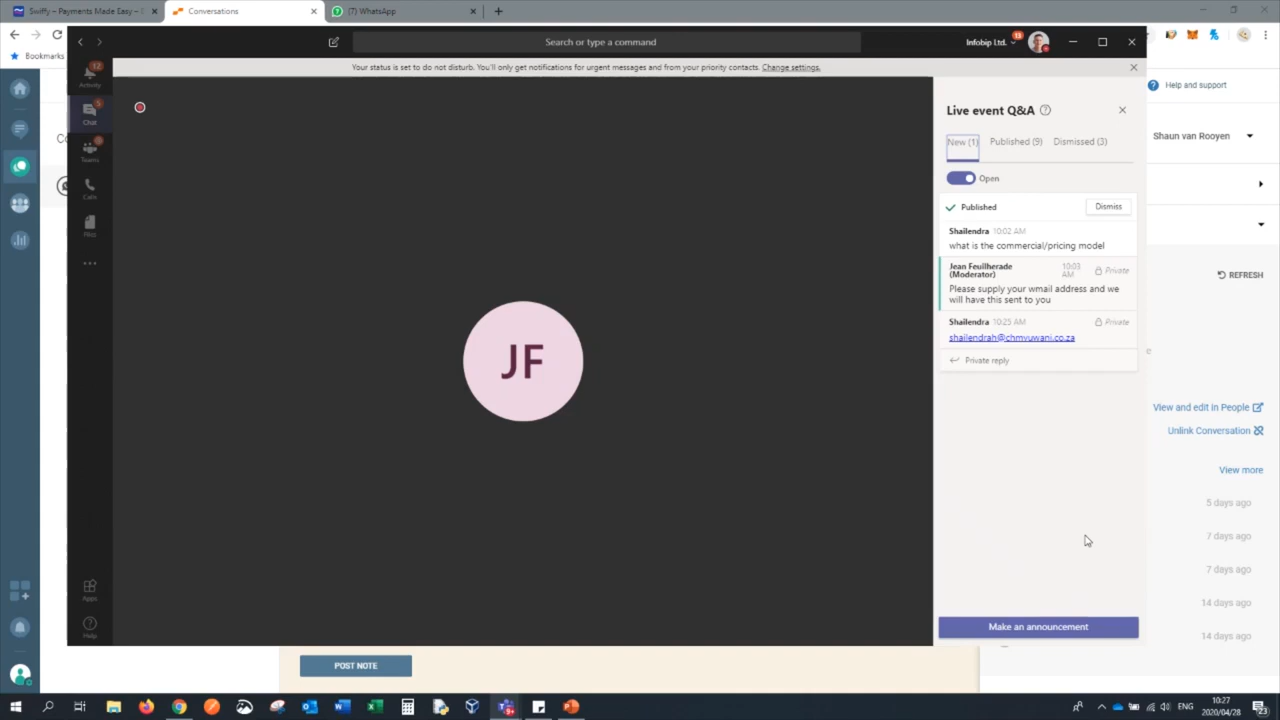 Swiffy – Payments Made Easy –
Conversations
(7) WhatsApp
Bookmarks
Search or type a command
Infobip Ltd.
13
Your status is set to do not disturb. You'll only get notifications for urgent messages and from your priority contacts. Change settings.
Help and support
Shaun van Rooyen
REFRESH
View and edit in People
Unlink Conversation
View more
5 days ago
7 days ago
7 days ago
14 days ago
14 days ago
12
Activity
5
Chat
Teams
Calls
Files
Apps
Help
JF
Live event Q&A
New (1)
Published (9)
Dismissed (3)
Open
Published
Dismiss
Shailendra 10:02 AM
what is the commercial/pricing model
Jean Feuilherade
(Moderator)
10:03
AM
Private
Please supply your wmail address and we
will have this sent to you
Shailendra 10:25 AM
Private
shailendrah@chmvuwani.co.za
Private reply
Make an announcement
POST NOTE
ENG
10:27
2020/04/28
23